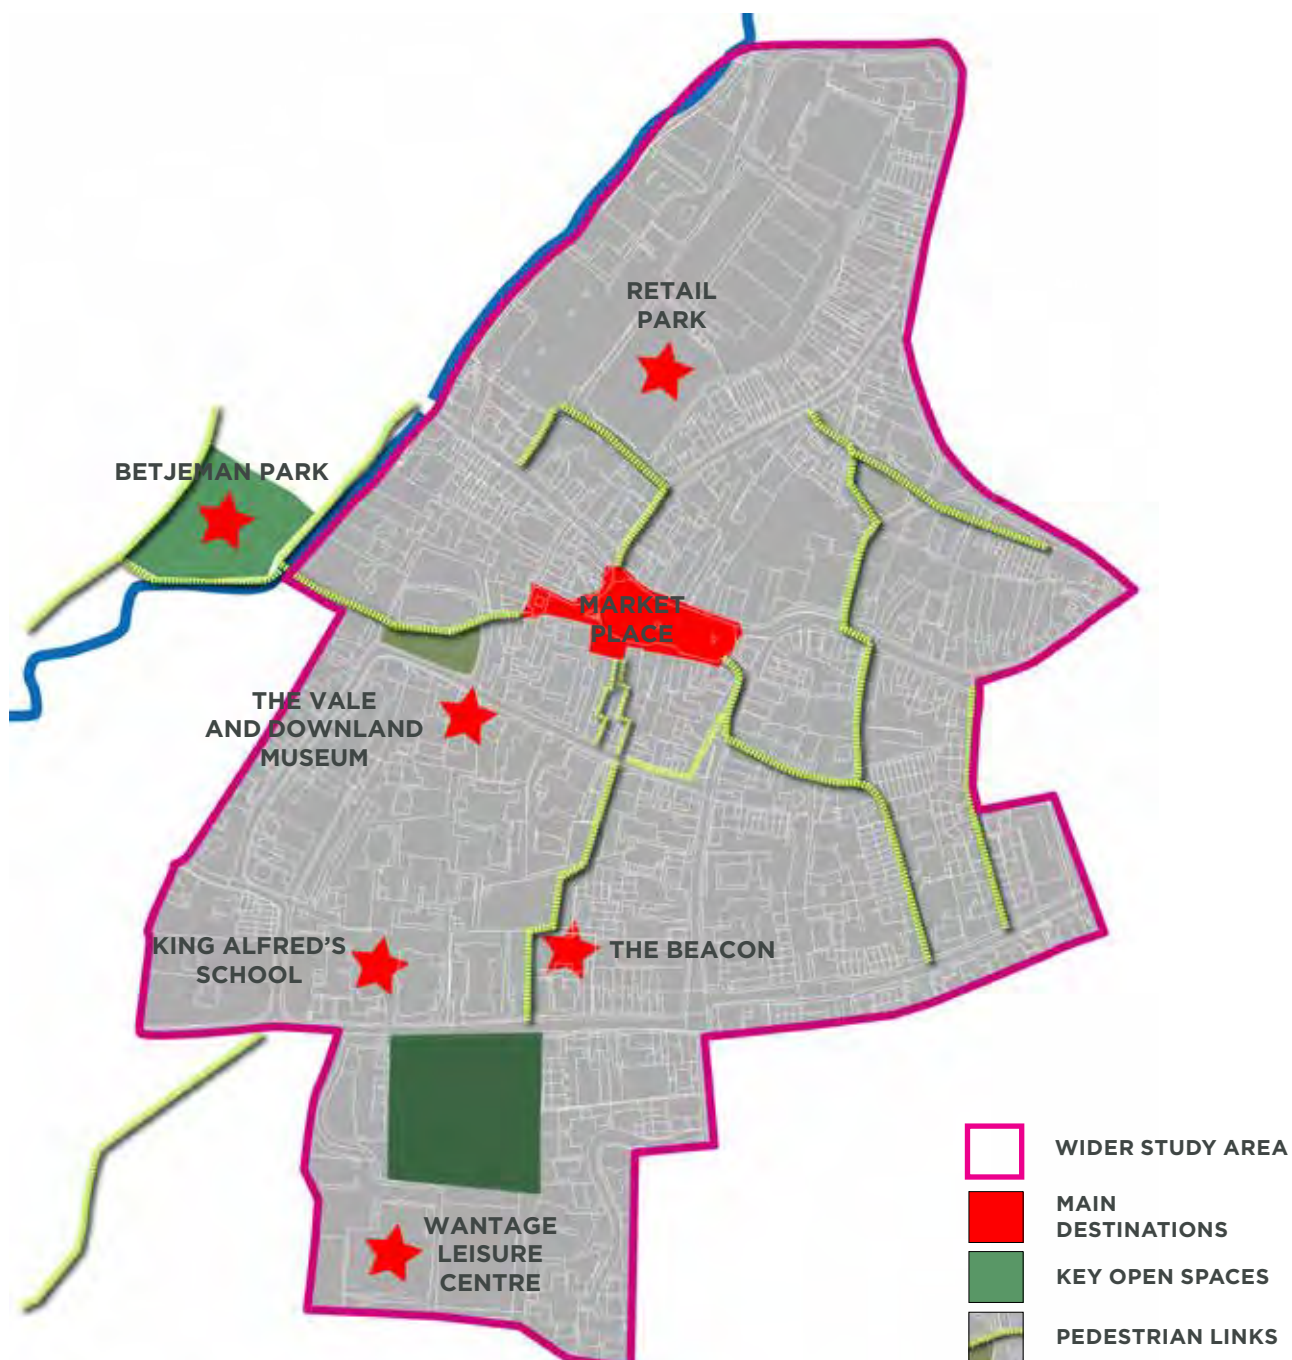 RETAIL
PARK
BETJEMAN PARK
MARKET
PLACE
THE VALE
AND DOWNLAND
MUSEUM
KING ALFRED'S
SCHOOL
THE BEACON
WANTAGE
LEISURE
CENTRE
WIDER STUDY AREA
MAIN
DESTINATIONS
KEY OPEN SPACES
PEDESTRIAN LINKS